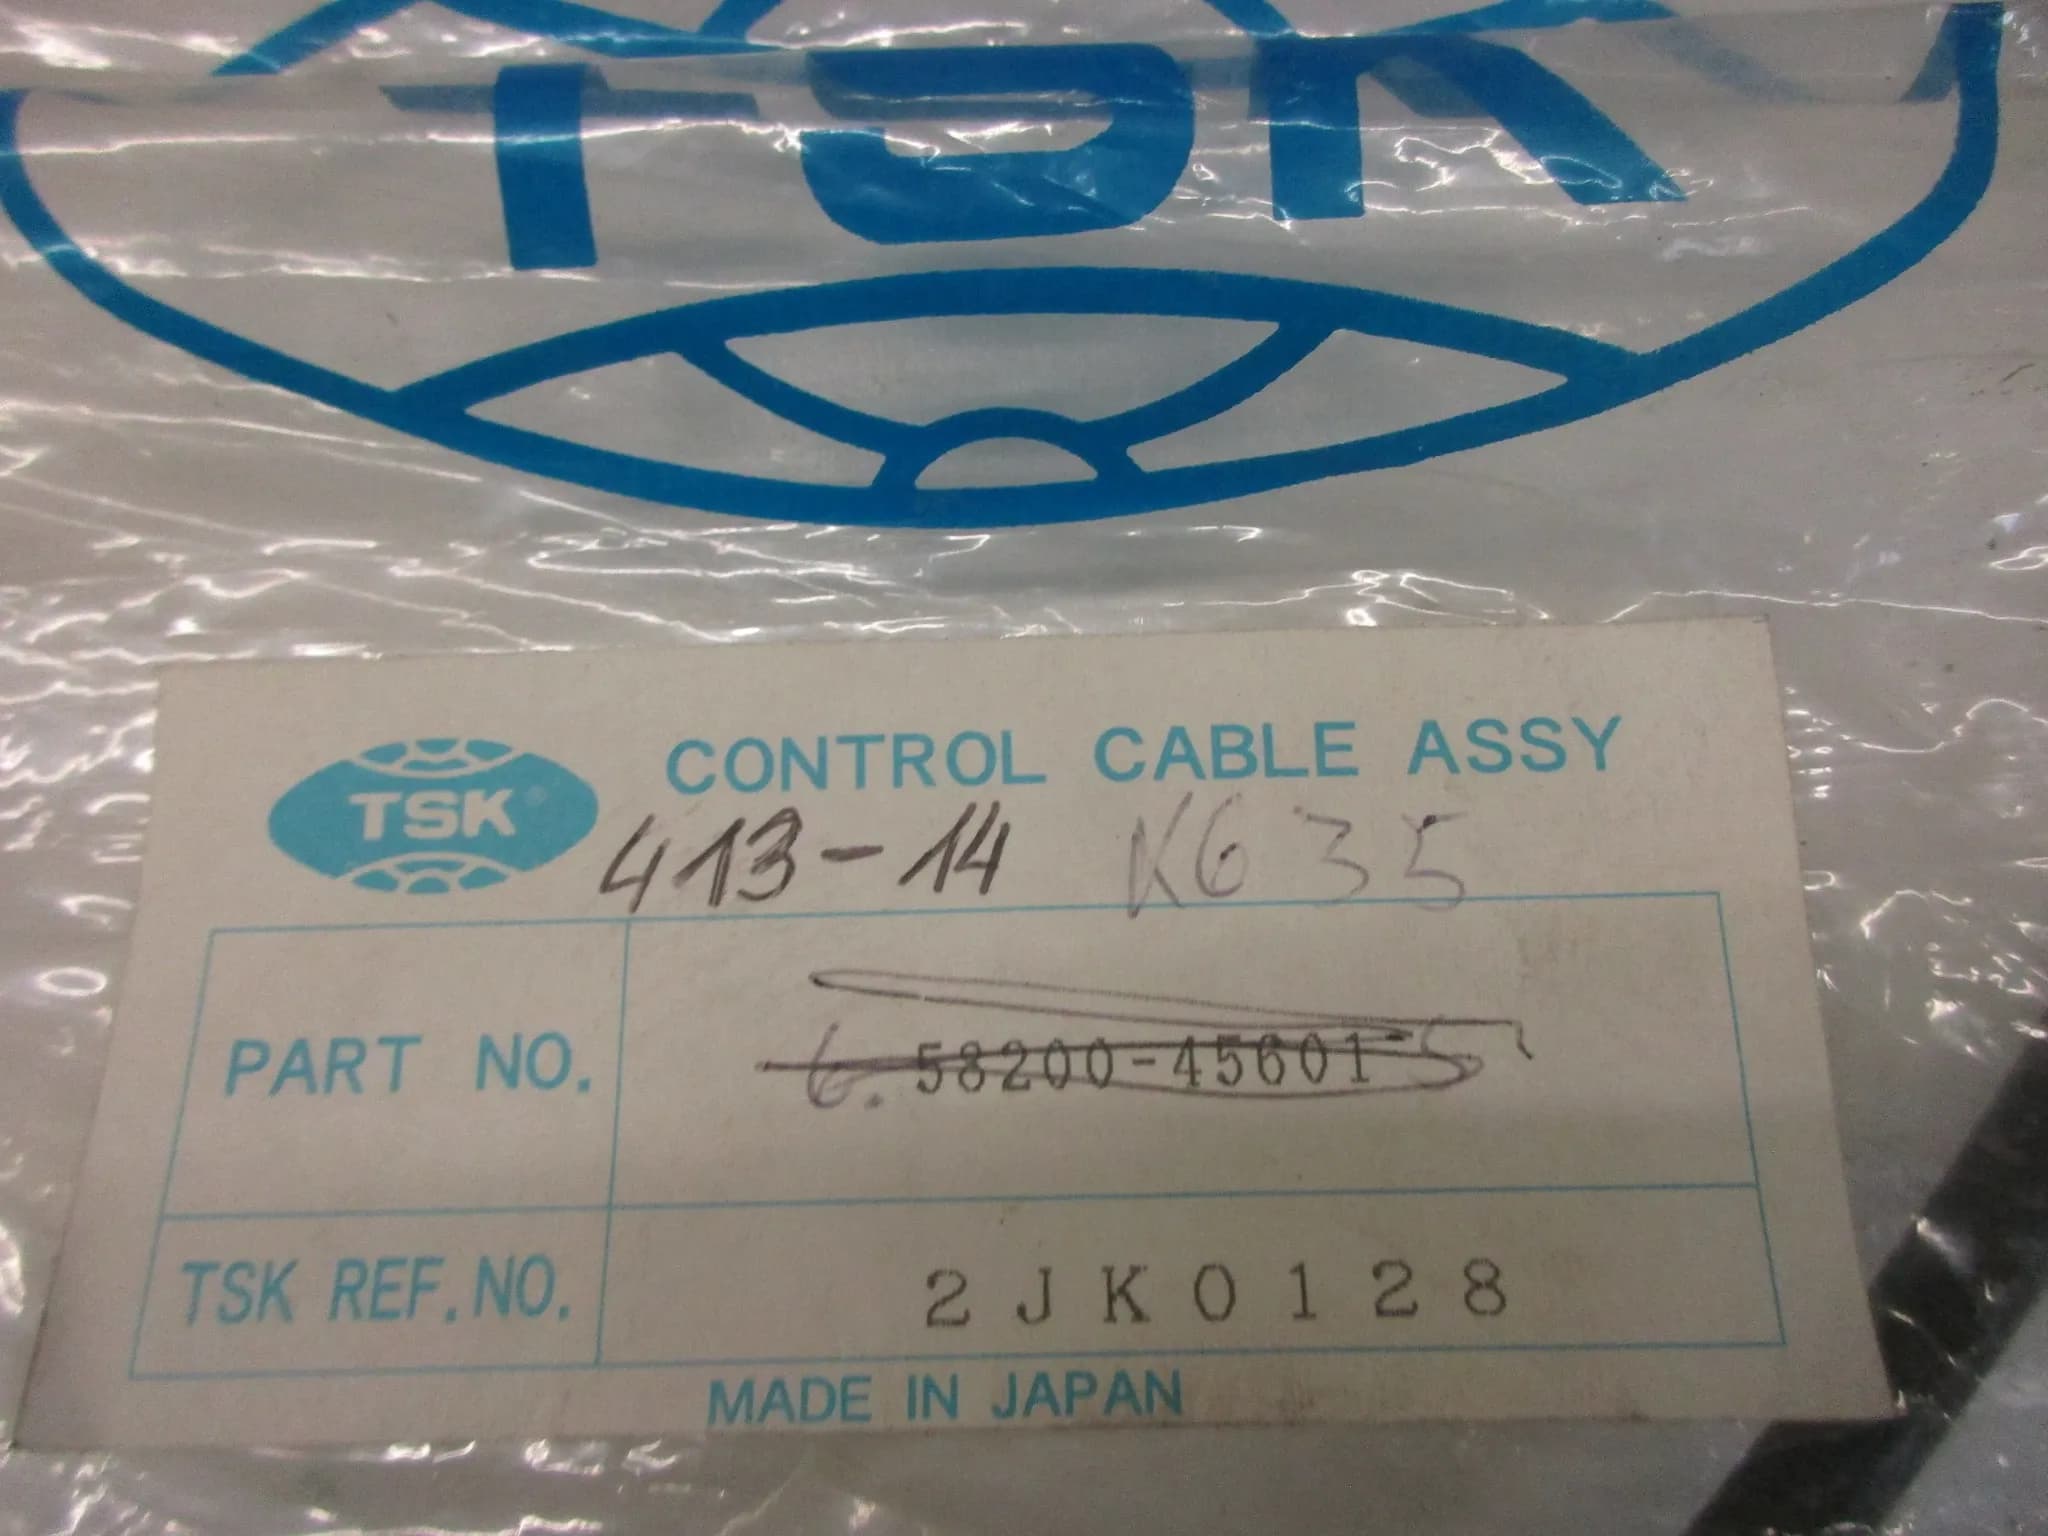 TSK
TSK CONTROL CABLE ASSY
413-14 K635
PART NO. 6. 58200-45601
TSK REF. NO. 2JK0128
MADE IN JAPAN